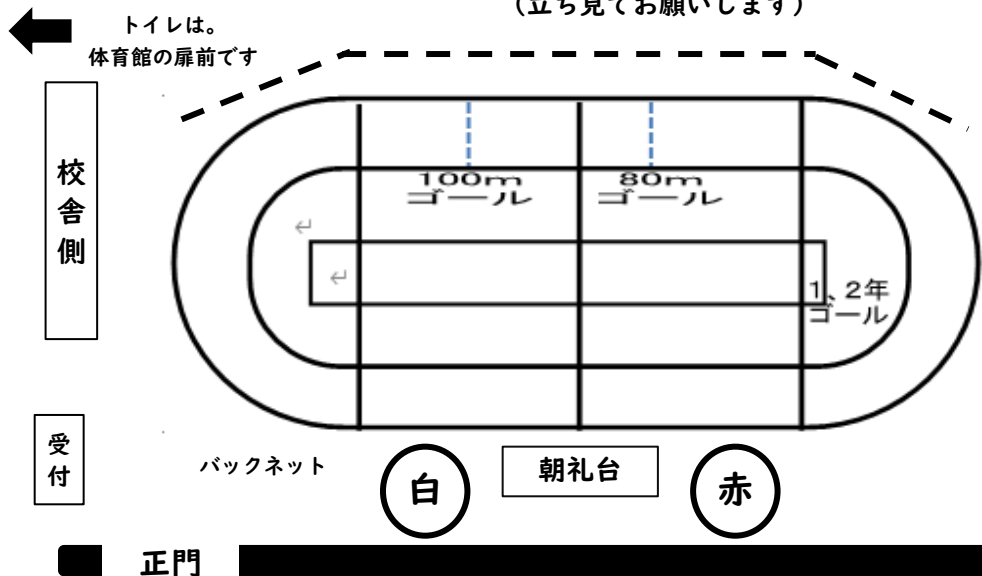 （立ち見てお願いします）
トイレは。
体育館の扉前です
校舎側
100m
ゴール
80m
ゴール
1、2年
ゴール
受付
バックネット
白
朝礼台
赤
正門